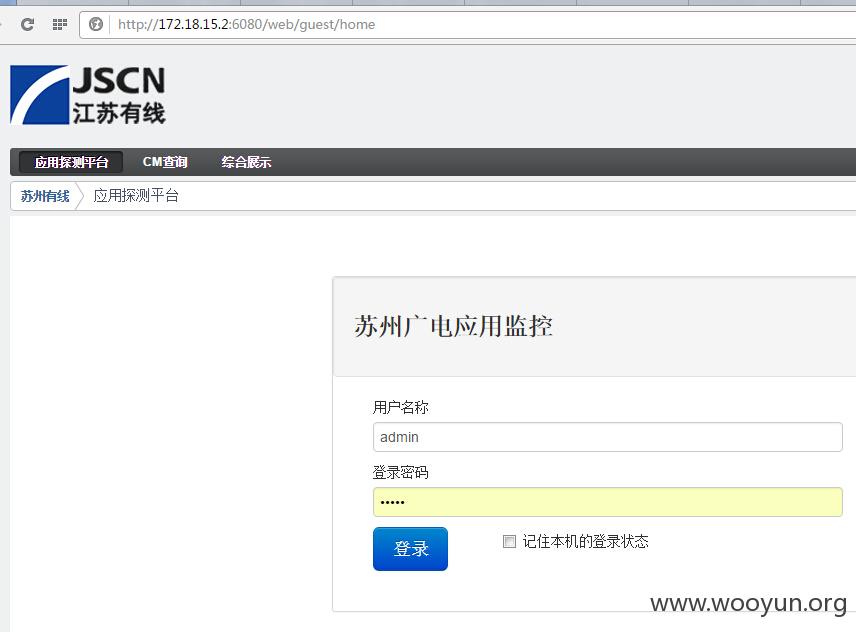 http://172.18.15.2:6080/web/guest/home
JSCN
江苏有线
应用探测平台 CM查询 综合展示
苏州有线 应用探测平台
苏州广电应用监控
用户名称
admin
登录密码
•••••
登录 记住本机的登录状态
www.wooyun.org